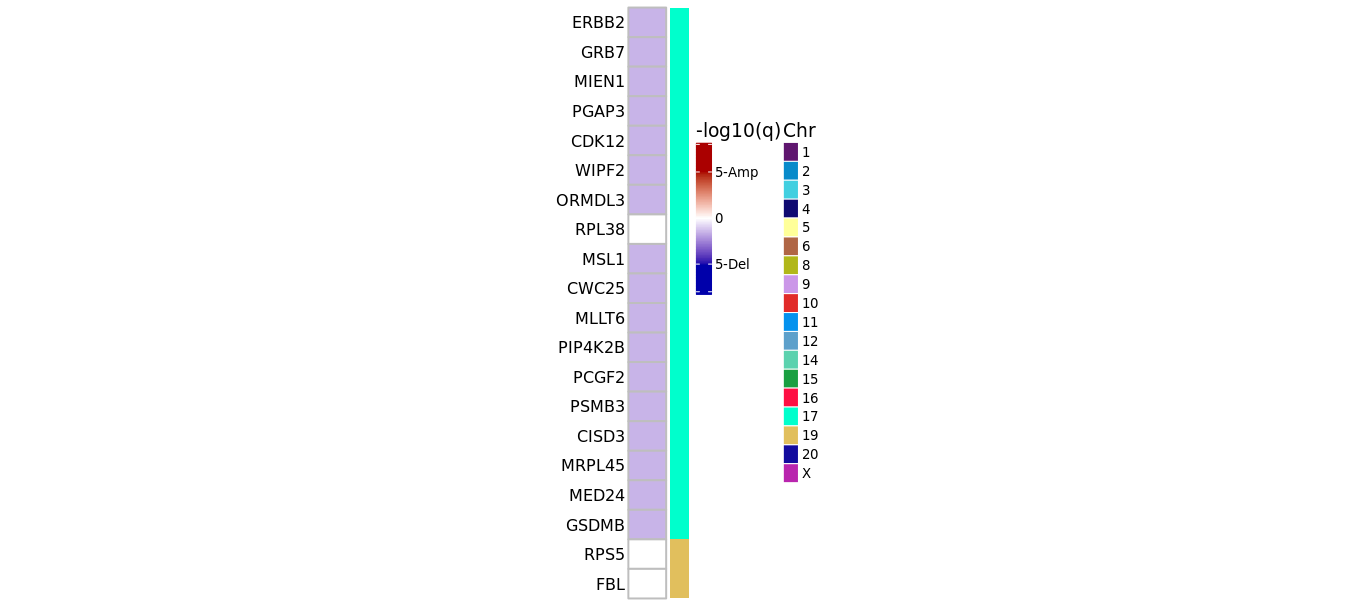 ERBB2
GRB7
MIEN1
PGAP3
CDK12
WIPF2
ORMDL3
RPL38
MSL1
CWC25
MLLT6
PIP4K2B
PCGF2
PSMB3
CISD3
MRPL45
MED24
GSDMB
RPS5
FBL
-log10(q)
5-Amp
0
5-Del
Chr
1
2
3
4
5
6
8
9
10
11
12
14
15
16
17
19
20
X